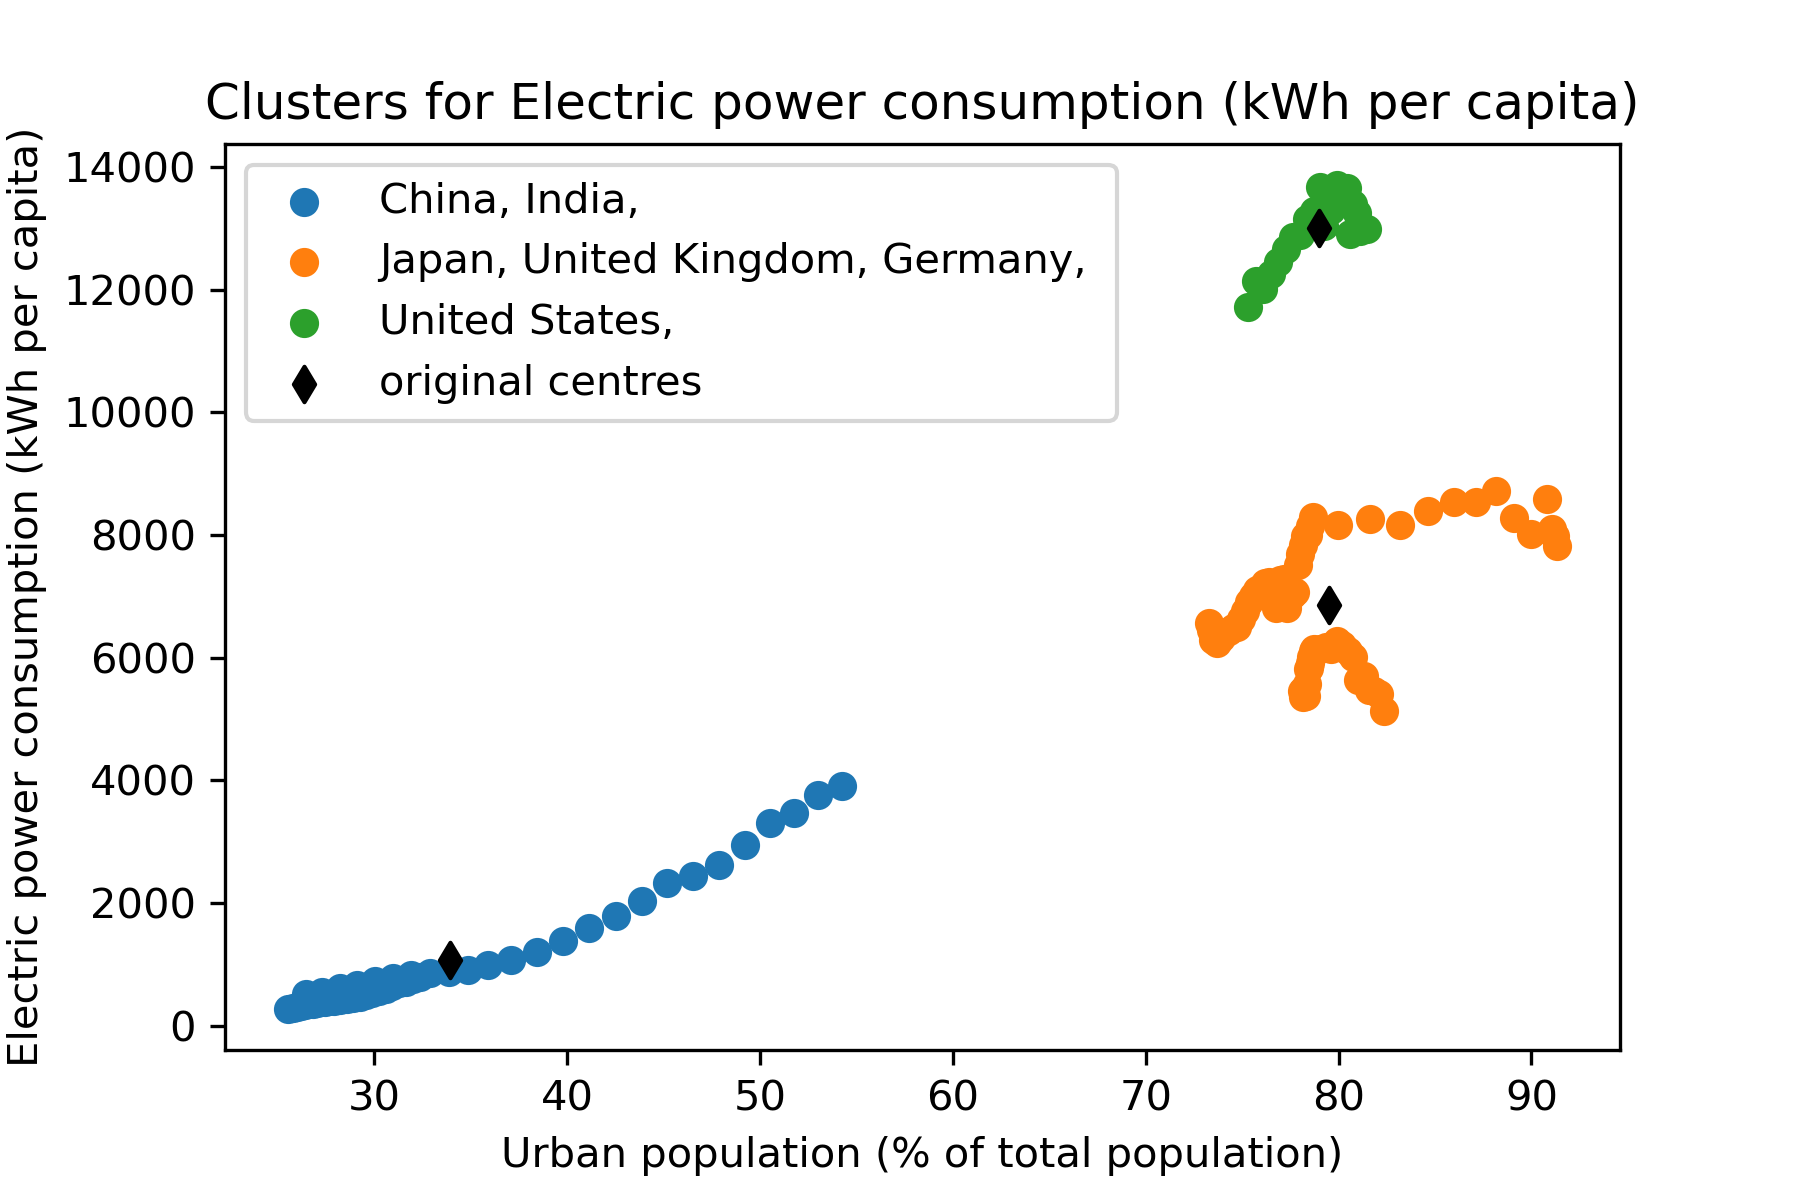 Clusters for Electric power consumption (kWh per capita)
Electric power consumption (kWh per capita)
14000
12000
10000
8000
6000
4000
2000
0
China, India,
Japan, United Kingdom, Germany,
United States,
original centres
30 40 50 60 70 80 90
Urban population (% of total population)